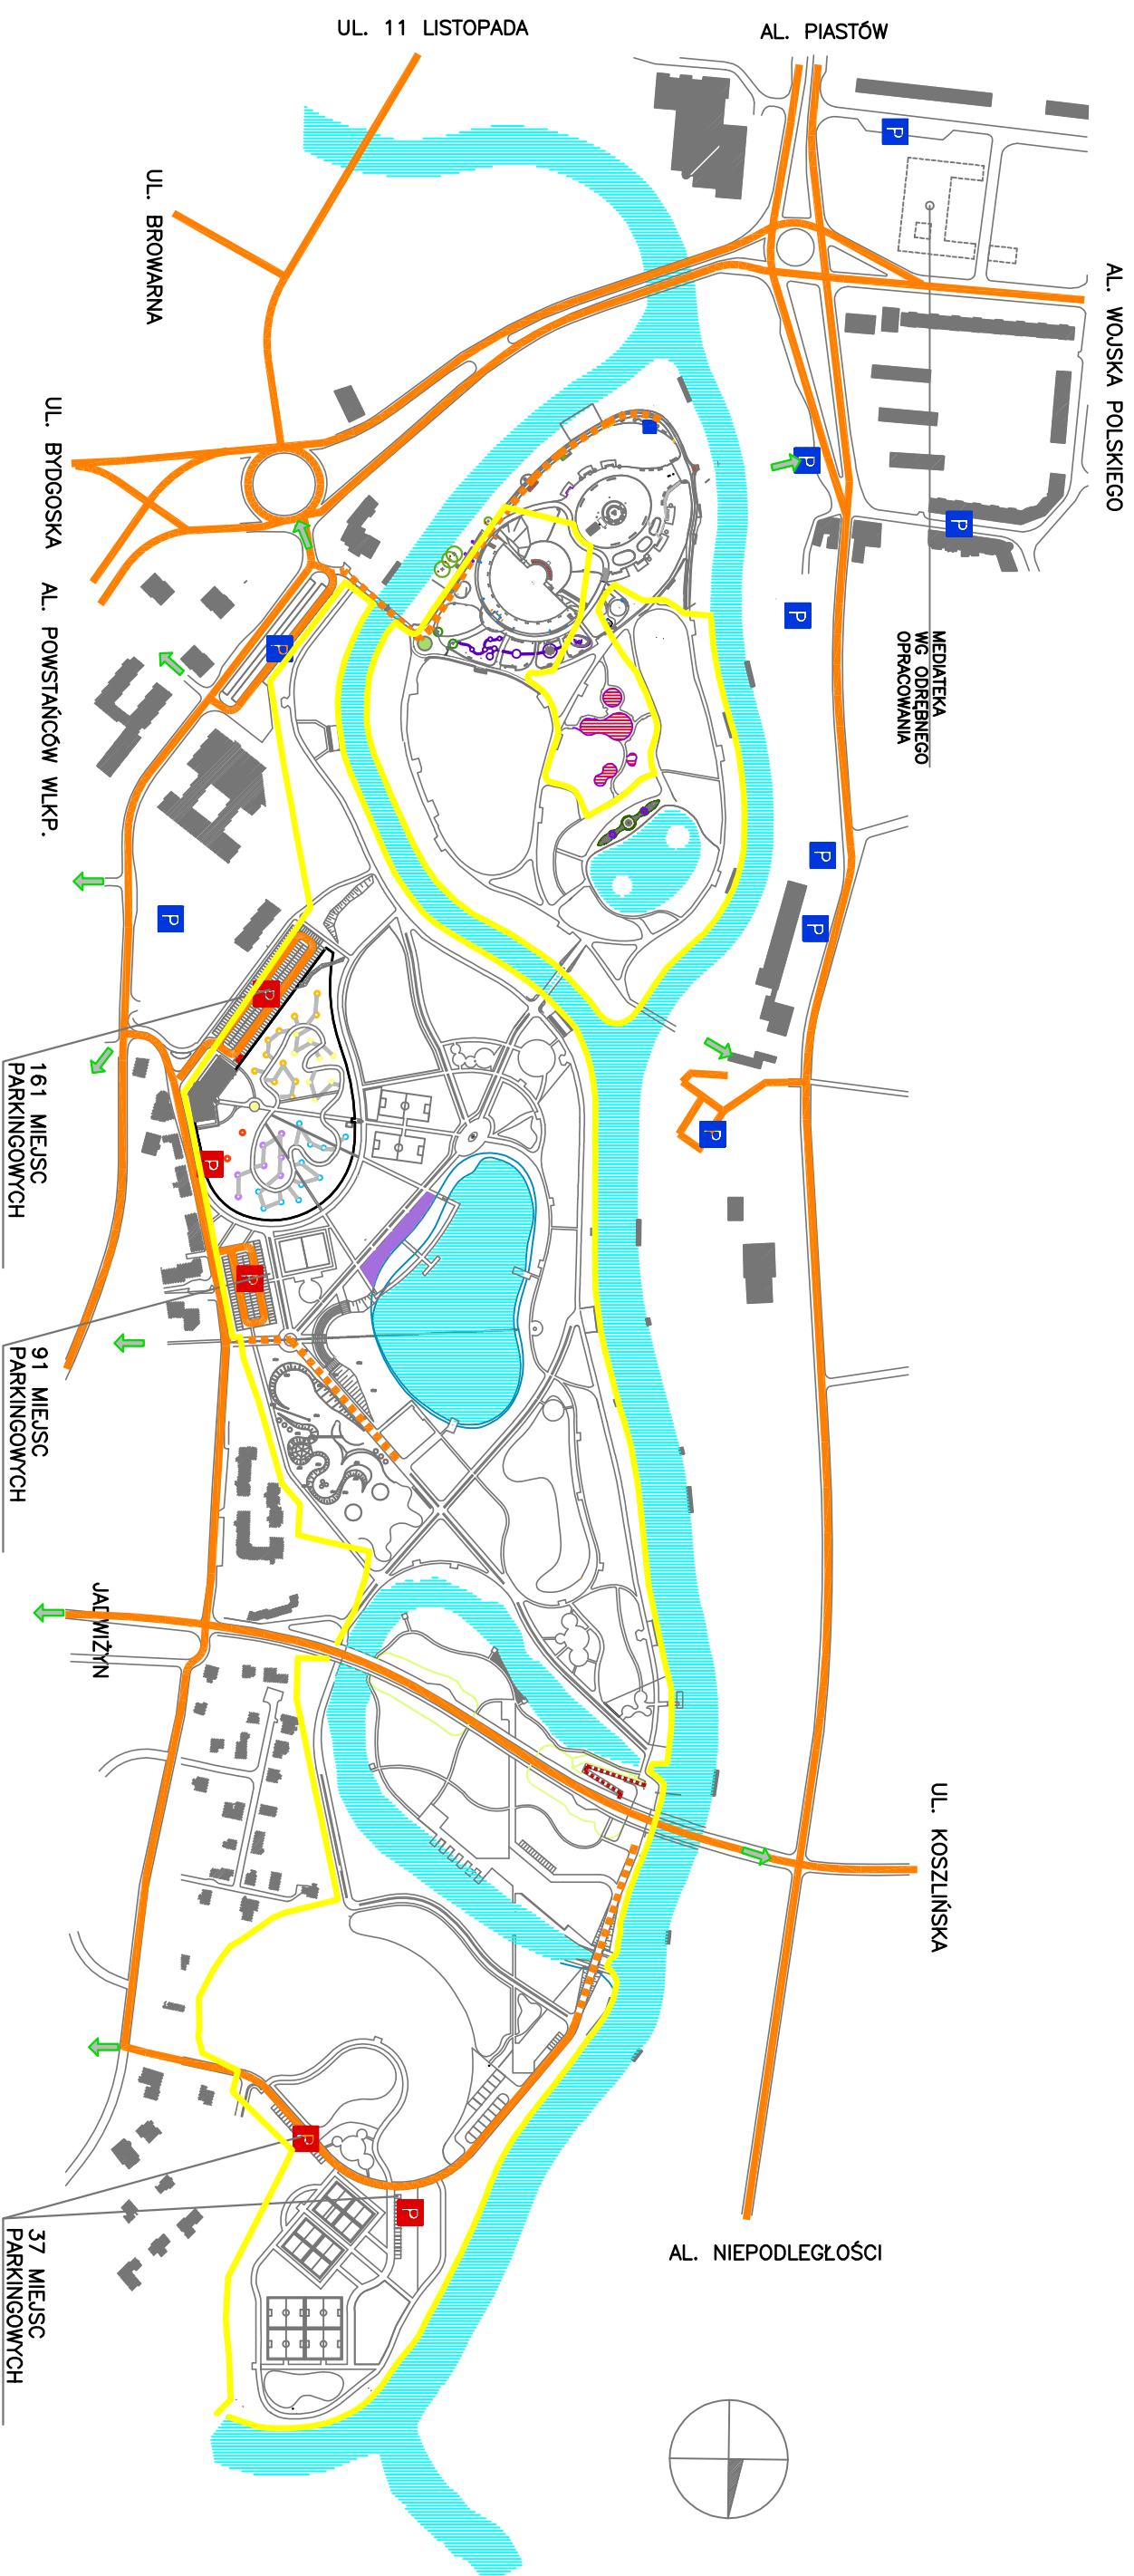 UL. 11 LISTOPADA
AL. PIASTÓW
P
UL. BROWARNA
AL. WOJSKA POLSKIEGO
UL. BYDGOSKA
P
P
AL. POWSTAŃCÓW WLKP.
P
P
MEDIATEKA
WG ODRĘBNEGO
OPRACOWANIA
P
P
P
P
P
P
161 MIEJSC
PARKINGOWYCH
P
91 MIEJSC
PARKINGOWYCH
JADWIŻYN
UL. KOSZLIŃSKA
P
P
AL. NIEPODLEGŁOŚCI
37 MIEJSC
PARKINGOWYCH